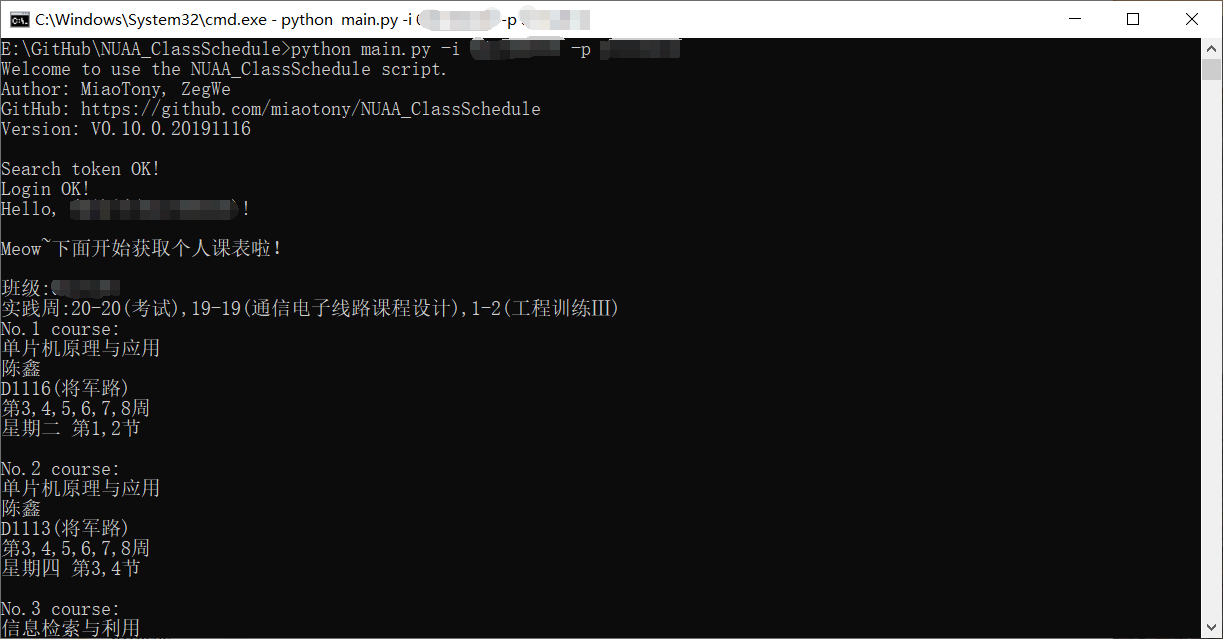 C:\Windows\System32\cmd.exe - python  main.py -i -p
E:\GitHub\NUAA_ClassSchedule>python main.py -i -p
Welcome to use the NUAA_ClassSchedule script.
Author: MiaoTony, ZegWe
GitHub: https://github.com/miaotony/NUAA_ClassSchedule
Version: V0.10.0.20191116
Search token OK!
Login OK!
Hello, !
Meow~下面开始获取个人课表啦!
班级:
实践周:20-20(考试),19-19(通信电子线路课程设计),1-2(工程训练III)
No.1 course:
单片机原理与应用
陈鑫
D1116(将军路)
第3,4,5,6,7,8周
星期二 第1,2节
No.2 course:
单片机原理与应用
陈鑫
D1113(将军路)
第3,4,5,6,7,8周
星期四 第3,4节
No.3 course:
信息检索与利用